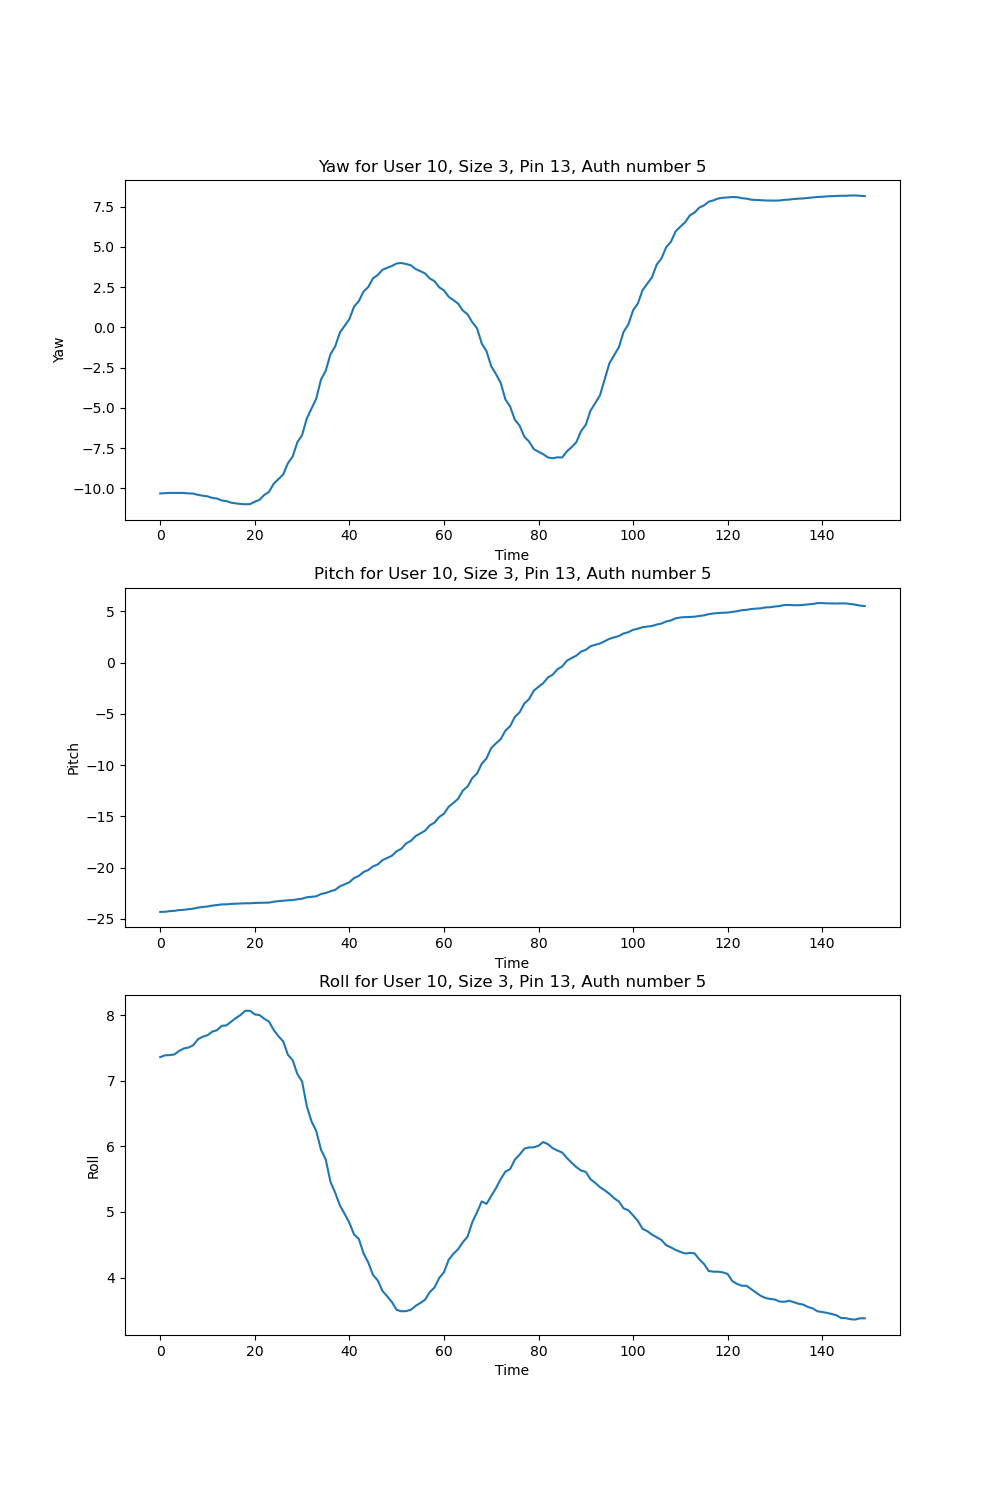 Yaw for User 10, Size 3, Pin 13, Auth number 5
7.5
5.0
2.5
0.0
−2.5
−5.0
−7.5
−10.0
Yaw
0 20 40 60 80 100 120 140
Time
Pitch for User 10, Size 3, Pin 13, Auth number 5
5
0
−5
−10
−15
−20
−25
Pitch
0 20 40 60 80 100 120 140
Time
Roll for User 10, Size 3, Pin 13, Auth number 5
8
7
6
5
4
Roll
0 20 40 60 80 100 120 140
Time